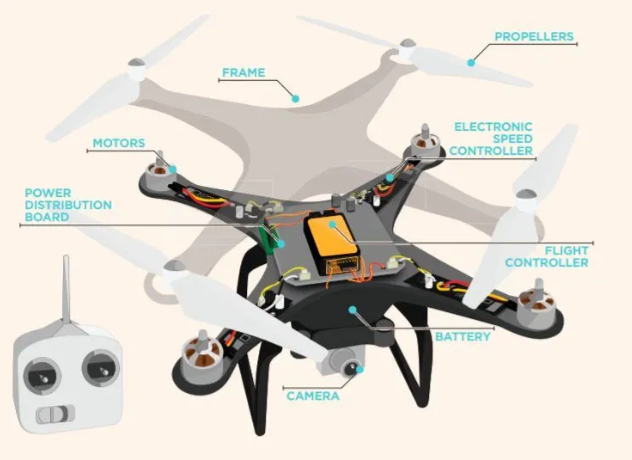 PROPELLERS
FRAME
ELECTRONIC
SPEED
CONTROLLER
MOTORS
POWER
DISTRIBUTION
BOARD
FLIGHT
CONTROLLER
BATTERY
CAMERA